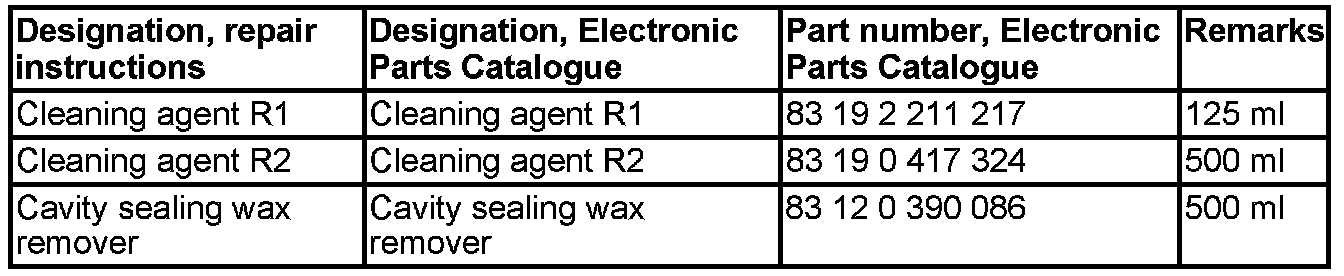 Designation, repair instructions | Designation, Electronic Parts Catalogue | Part number, Electronic Parts Catalogue | Remarks
Cleaning agent R1 | Cleaning agent R1 | 83 19 2 211 217 | 125 ml
Cleaning agent R2 | Cleaning agent R2 | 83 19 0 417 324 | 500 ml
Cavity sealing wax remover | Cavity sealing wax remover | 83 12 0 390 086 | 500 ml